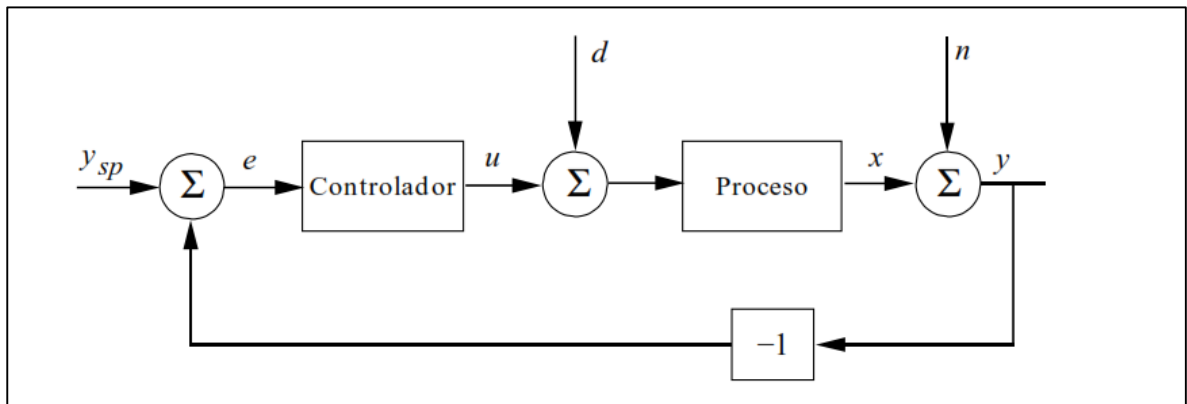 d
n
y_sp
e
u
x
y
Σ
Controlador
Σ
Proceso
Σ
−1